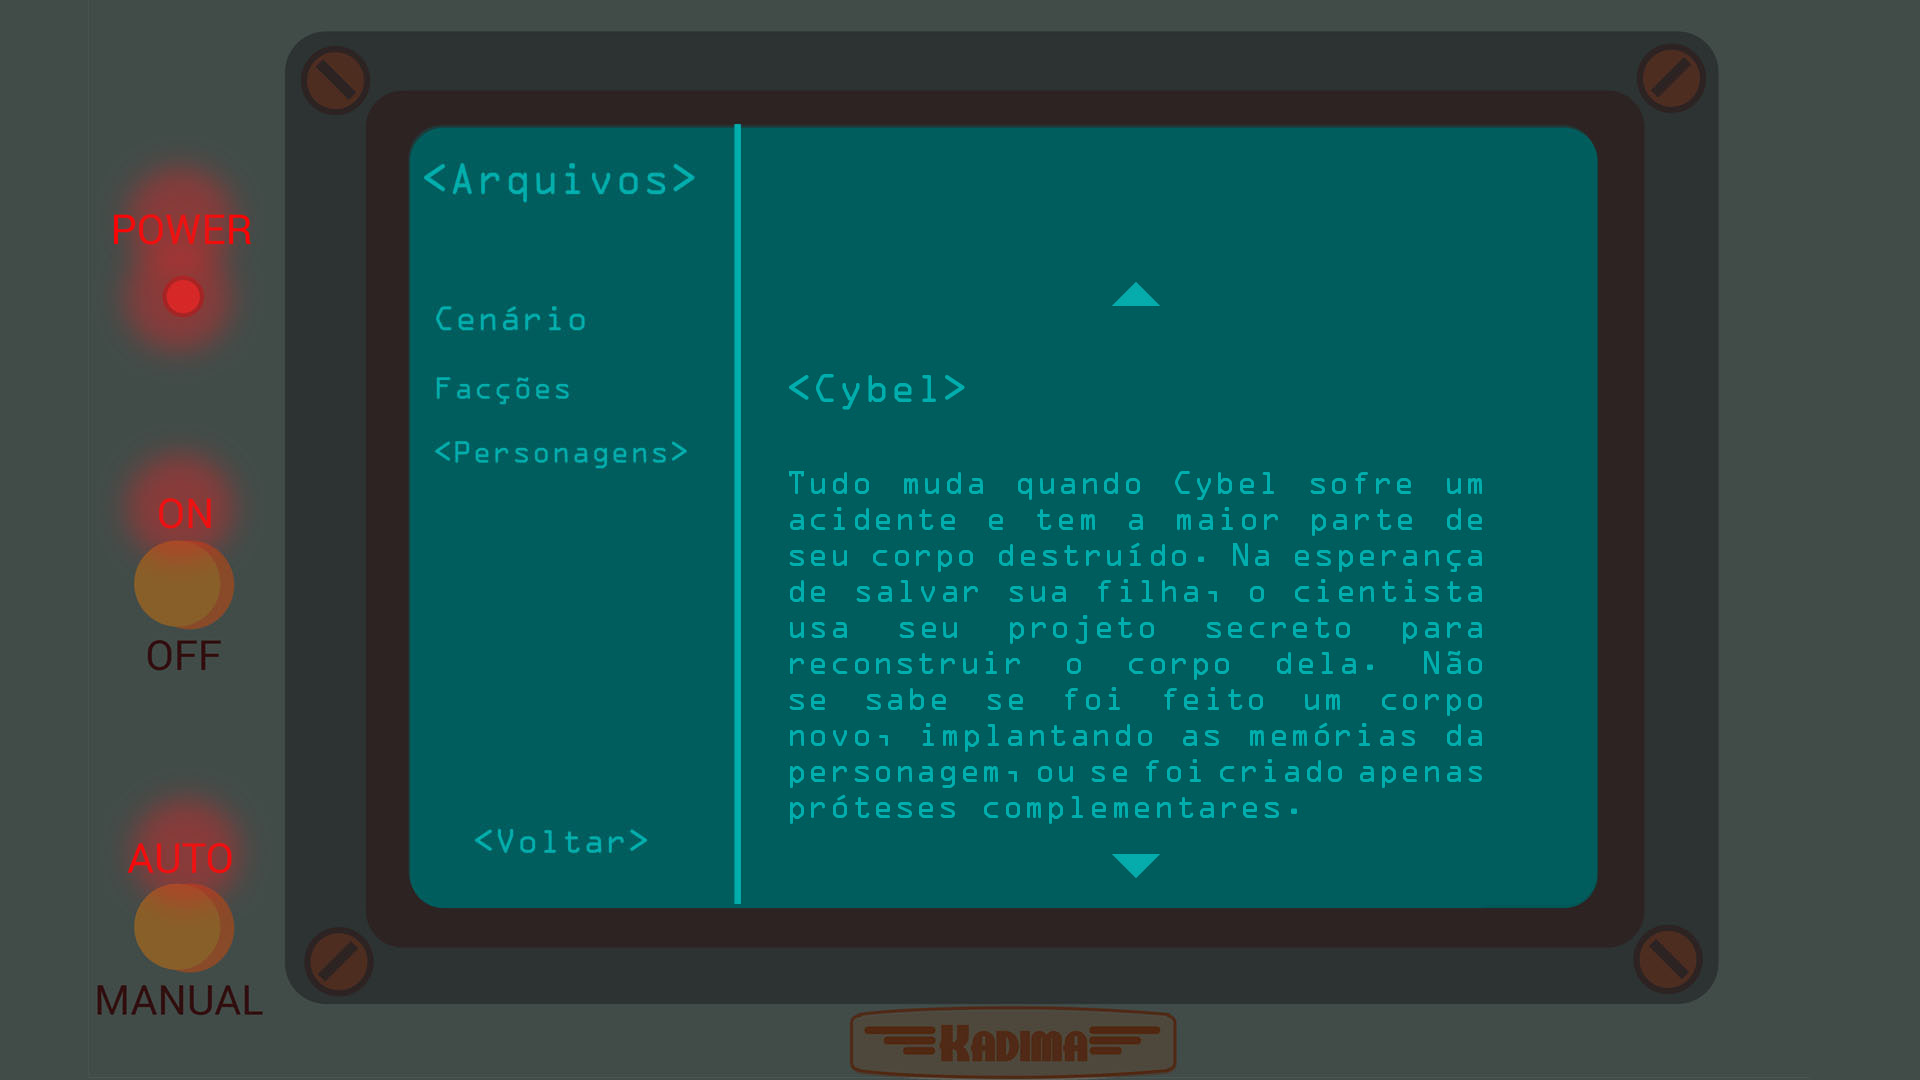 POWER
ON
OFF
AUTO
MANUAL
<Arquivos>
Cenário
Facções
<Personagens>
<Voltar>
<Cybel>
Tudo muda quando Cybel sofre um
acidente e tem a maior parte de
seu corpo destruído. Na esperança
de salvar sua filha, o cientista
usa seu projeto secreto para
reconstruir o corpo dela. Não
se sabe se foi feito um corpo
novo, implantando as memórias da
personagem, ou se foi criado apenas
próteses complementares.
KADIMA